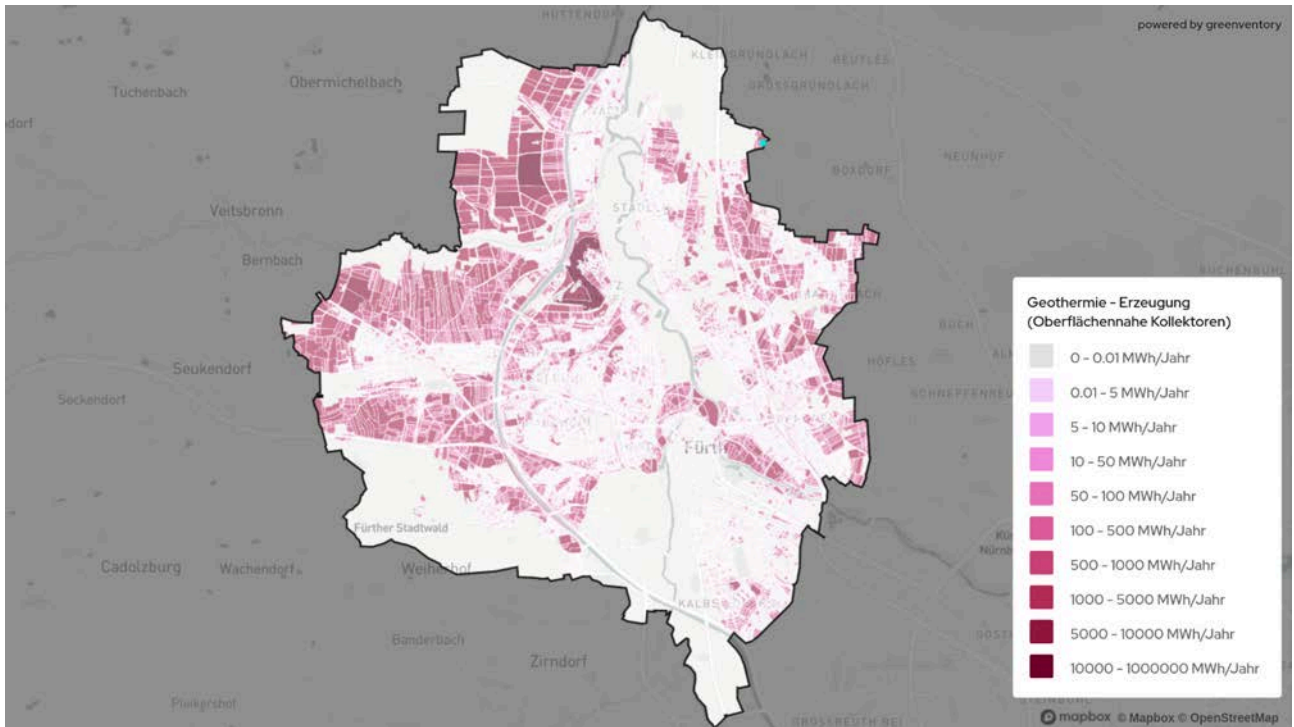 powered by greenventory
HÜTTENDORF
KLEINGRÜNDLACH
REUTLES
Obermichelbach
GROSSGRÜNDLACH
Tuchenbach
NEUNHOF
BOXDORF
STADELN
Veitsbronn
Bernbach
BUCHENBÜHL
BUCH
HÖFLES
Seukendorf
Seckendorf
Fürth
Fürther Stadtwald
Cadolzburg
Wachendorf
Weiherhof
Banderbach
Zirndorf
STEINBÜHL
GROSSREUTH BEI
Geothermie - Erzeugung
(Oberflächennahe Kollektoren)
0 - 0.01 MWh/Jahr
0.01 - 5 MWh/Jahr
5 - 10 MWh/Jahr
10 - 50 MWh/Jahr
50 - 100 MWh/Jahr
100 - 500 MWh/Jahr
500 - 1000 MWh/Jahr
1000 - 5000 MWh/Jahr
5000 - 10000 MWh/Jahr
10000 - 1000000 MWh/Jahr
mapbox © Mapbox © OpenStreetMap